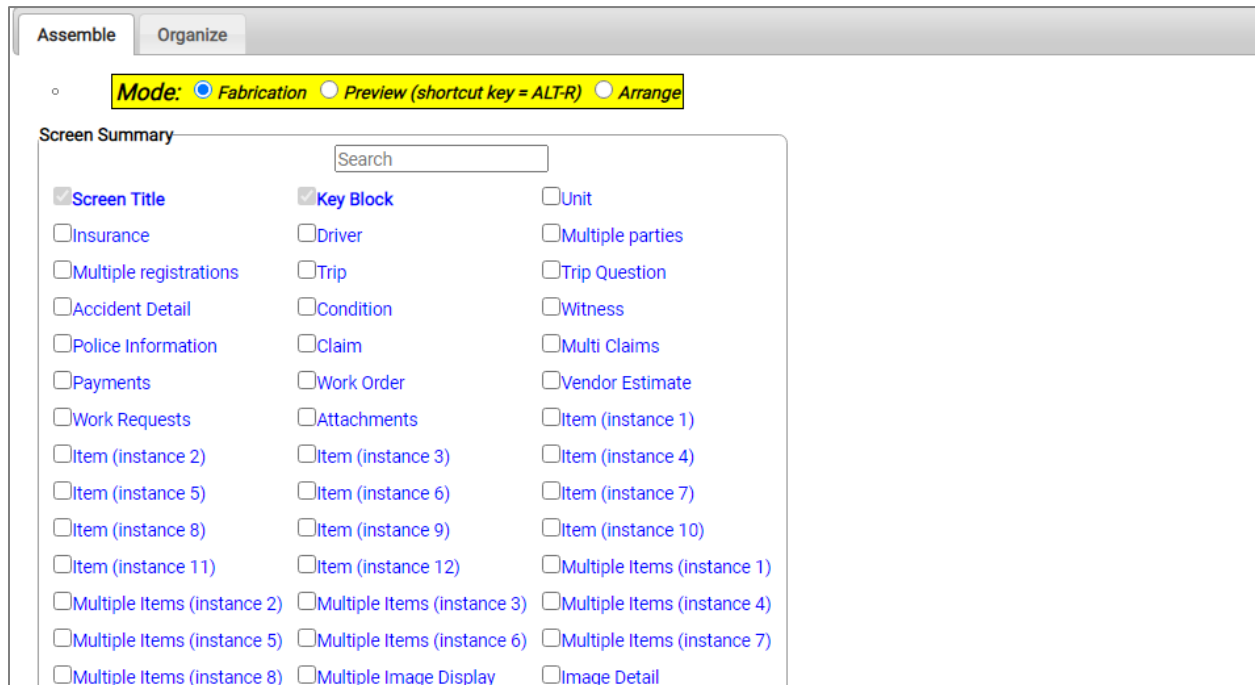 Assemble Organize
Mode: Fabrication Preview (shortcut key = ALT-R) Arrange
Screen Summary
Search
Screen Title Key Block Unit
Insurance Driver Multiple parties
Multiple registrations Trip Trip Question
Accident Detail Condition Witness
Police Information Claim Multi Claims
Payments Work Order Vendor Estimate
Work Requests Attachments Item (instance 1)
Item (instance 2) Item (instance 3) Item (instance 4)
Item (instance 5) Item (instance 6) Item (instance 7)
Item (instance 8) Item (instance 9) Item (instance 10)
Item (instance 11) Item (instance 12) Multiple Items (instance 1)
Multiple Items (instance 2) Multiple Items (instance 3) Multiple Items (instance 4)
Multiple Items (instance 5) Multiple Items (instance 6) Multiple Items (instance 7)
Multiple Items (instance 8) Multiple Image Display Image Detail